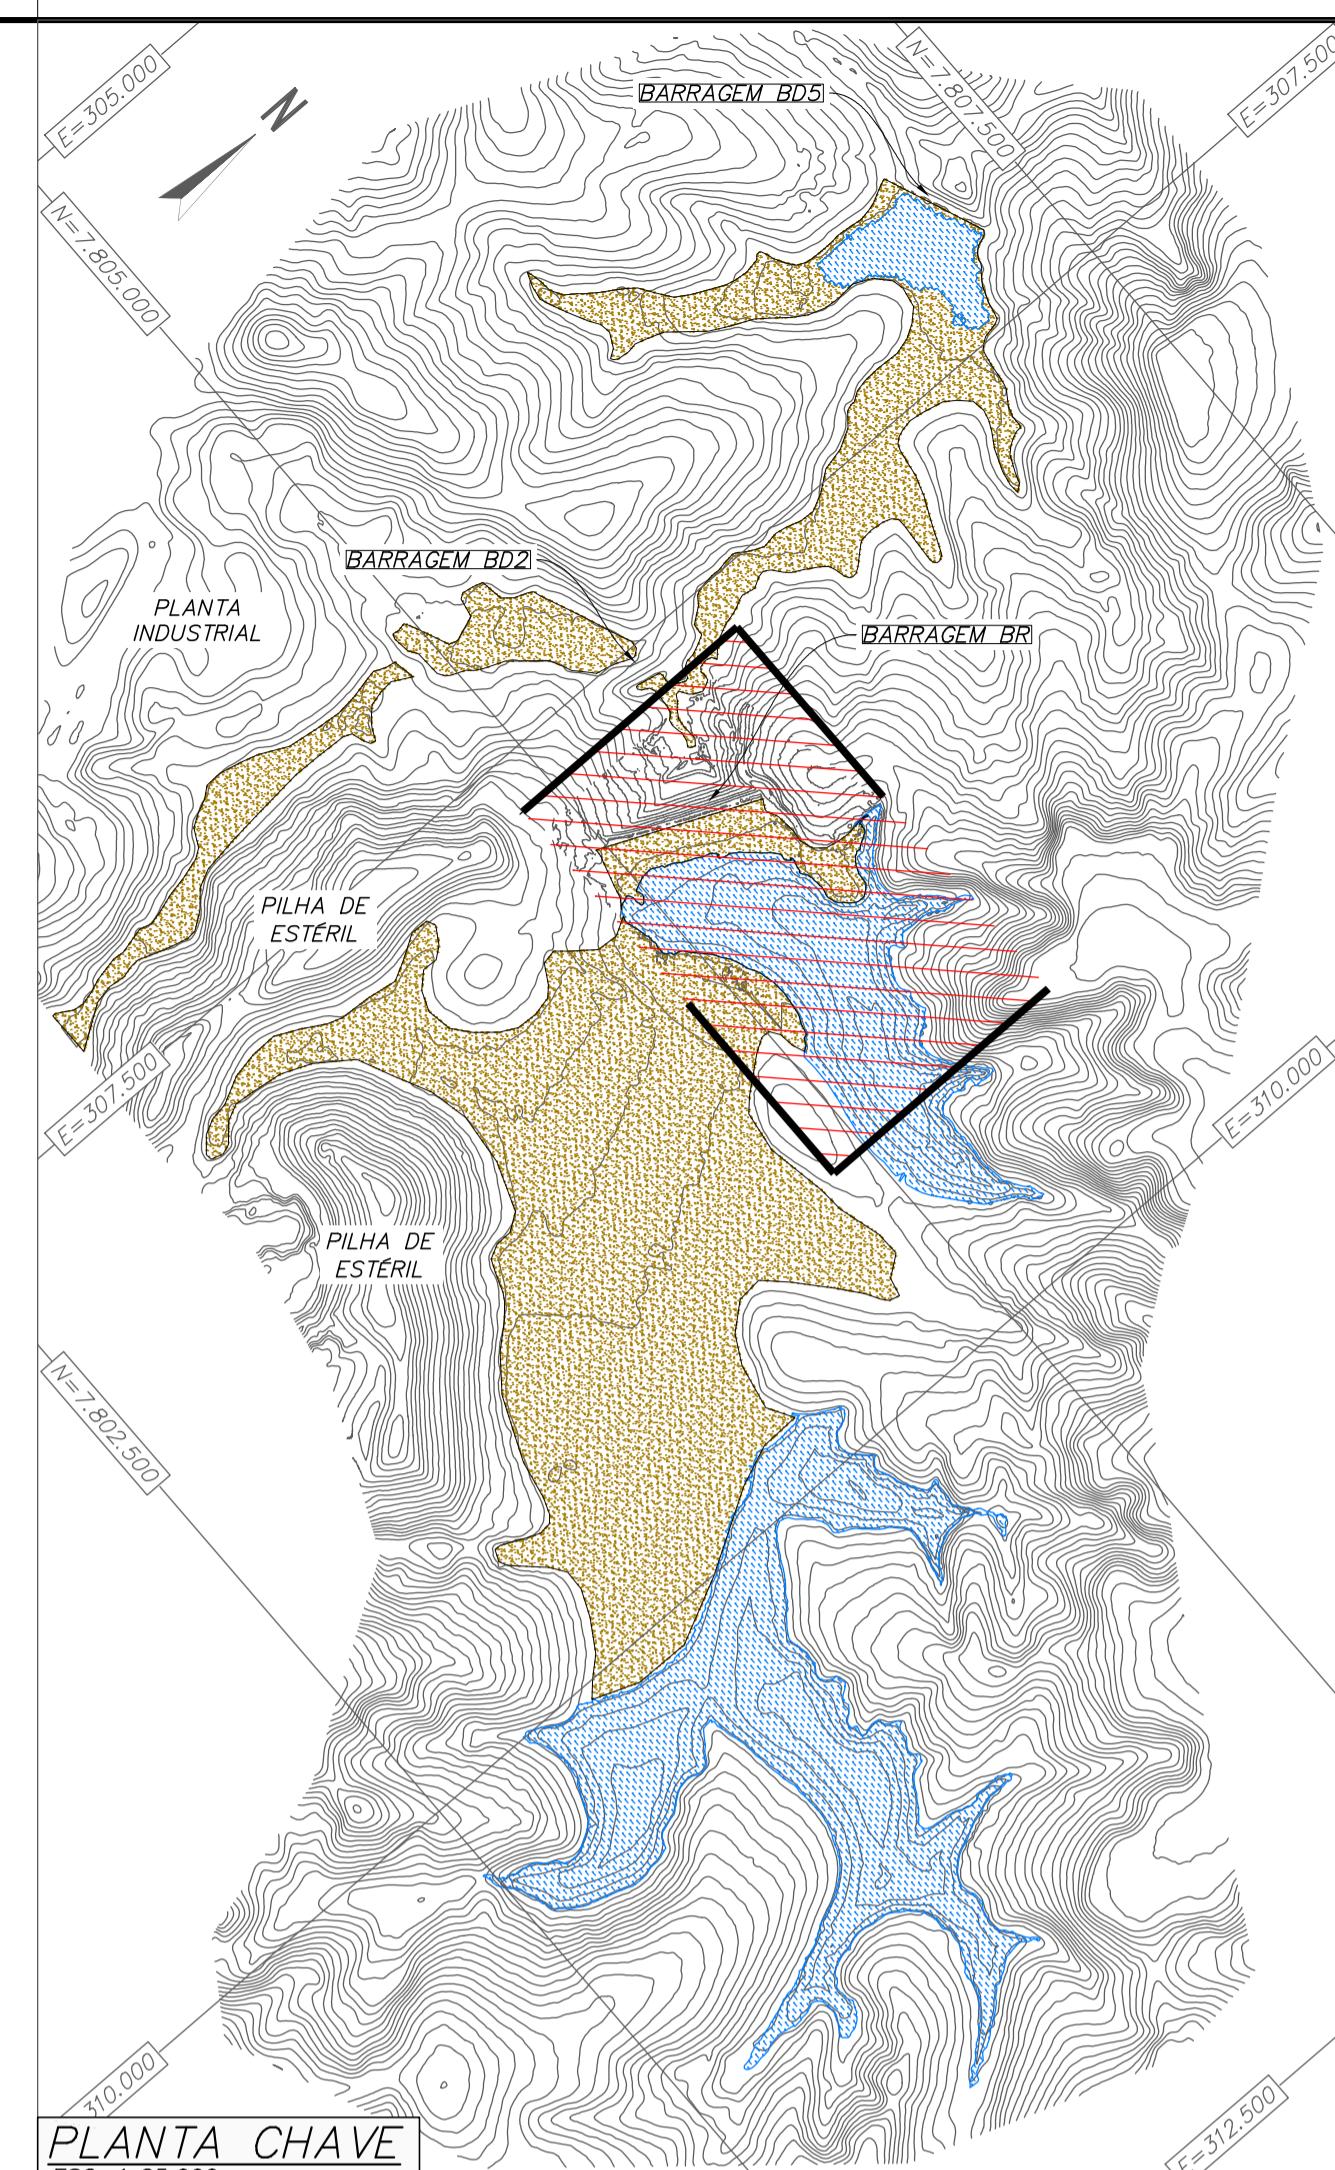 E=305.000
N
BARRAGEM BD5
N=7.807.500
E=307.500
N=7.805.000
BARRAGEM BD2
PLANTA
INDUSTRIAL
BARRAGEM BR
PILHA DE
ESTÉRIL
E=307.500
E=310.000
PILHA DE
ESTÉRIL
N=7.802.500
310.000
E=312.500
PLANTA CHAVE